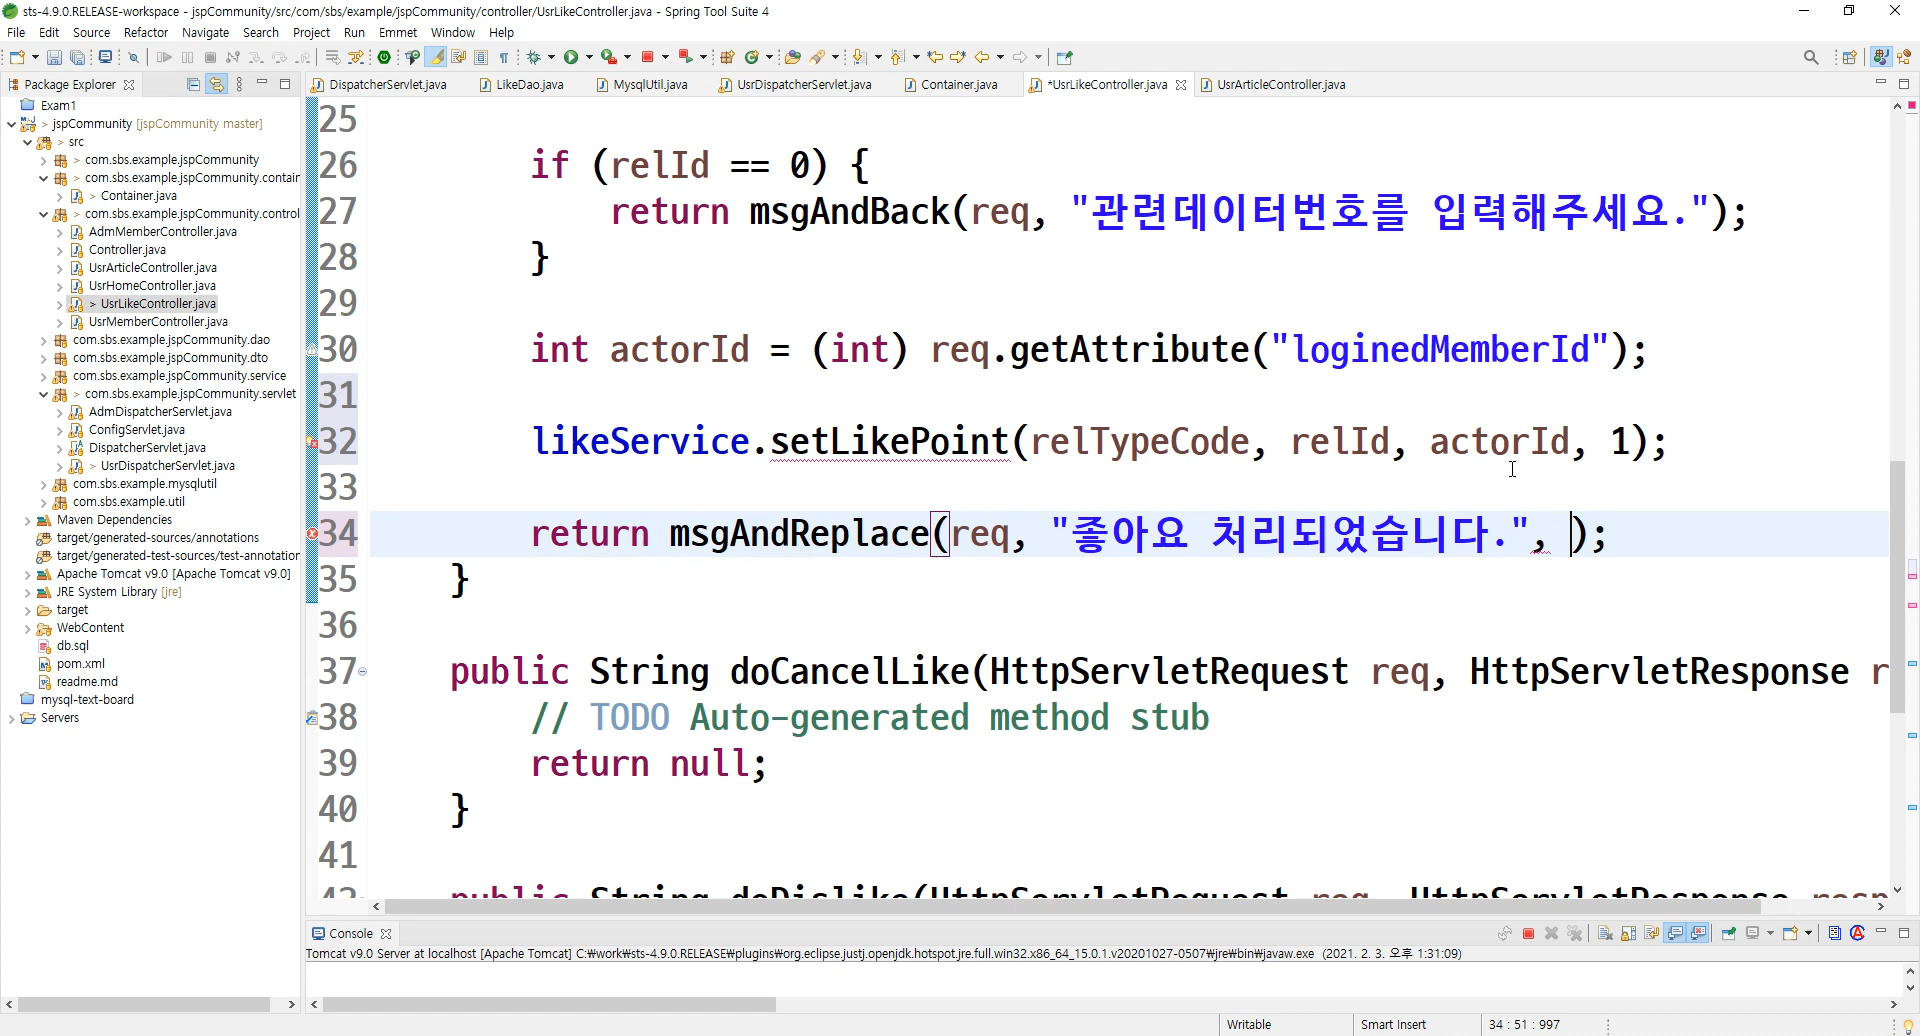 sts-4.9.0.RELEASE-workspace - jspCommunity/src/com/sbs/example/jspCommunity/controller/UsrLikeController.java - Spring Tool Suite 4
File Edit Source Refactor Navigate Search Project Run Emmet Window Help
Package Explorer
DispatcherServlet.java LikeDao.java MysqlUtil.java UsrDispatcherServlet.java Container.java *UsrLikeController.java UsrArticleController.java
Exam1
> jspCommunity [jspCommunity master]
> src
> com.sbs.example.jspCommunity
> com.sbs.example.jspCommunity.contain
> Container.java
> com.sbs.example.jspCommunity.control
AdmMemberController.java
Controller.java
UsrArticleController.java
UsrHomeController.java
> UsrLikeController.java
UsrMemberController.java
com.sbs.example.jspCommunity.dao
com.sbs.example.jspCommunity.dto
com.sbs.example.jspCommunity.service
> com.sbs.example.jspCommunity.servlet
AdmDispatcherServlet.java
ConfigServlet.java
DispatcherServlet.java
> UsrDispatcherServlet.java
com.sbs.example.mysqlutil
com.sbs.example.util
Maven Dependencies
target/generated-sources/annotations
target/generated-test-sources/test-annotation
Apache Tomcat v9.0 [Apache Tomcat v9.0]
JRE System Library [jre]
target
WebContent
db.sql
pom.xml
readme.md
mysql-text-board
Servers
25
26 if (relId == 0) {
27 return msgAndBack(req, "관련데이터번호를 입력해주세요.");
28 }
29
30 int actorId = (int) req.getAttribute("loginedMemberId");
31
32 likeService.setLikePoint(relTypeCode, relId, actorId, 1);
33
34 return msgAndReplace(req, "좋아요 처리되었습니다.", );
35 }
36
37 public String doCancelLike(HttpServletRequest req, HttpServletResponse r
38 // TODO Auto-generated method stub
39 return null;
40 }
41
42 public String doDislike(HttpServletRequest req, HttpServletResponse resp
Console
Tomcat v9.0 Server at localhost [Apache Tomcat] C:₩work₩sts-4.9.0.RELEASE₩plugins₩org.eclipse.justj.openjdk.hotspot.jre.full.win32.x86_64_15.0.1.v20201027-0507₩jre₩bin₩javaw.exe (2021. 2. 3. 오후 1:31:09)
Writable Smart Insert 34 : 51 : 997